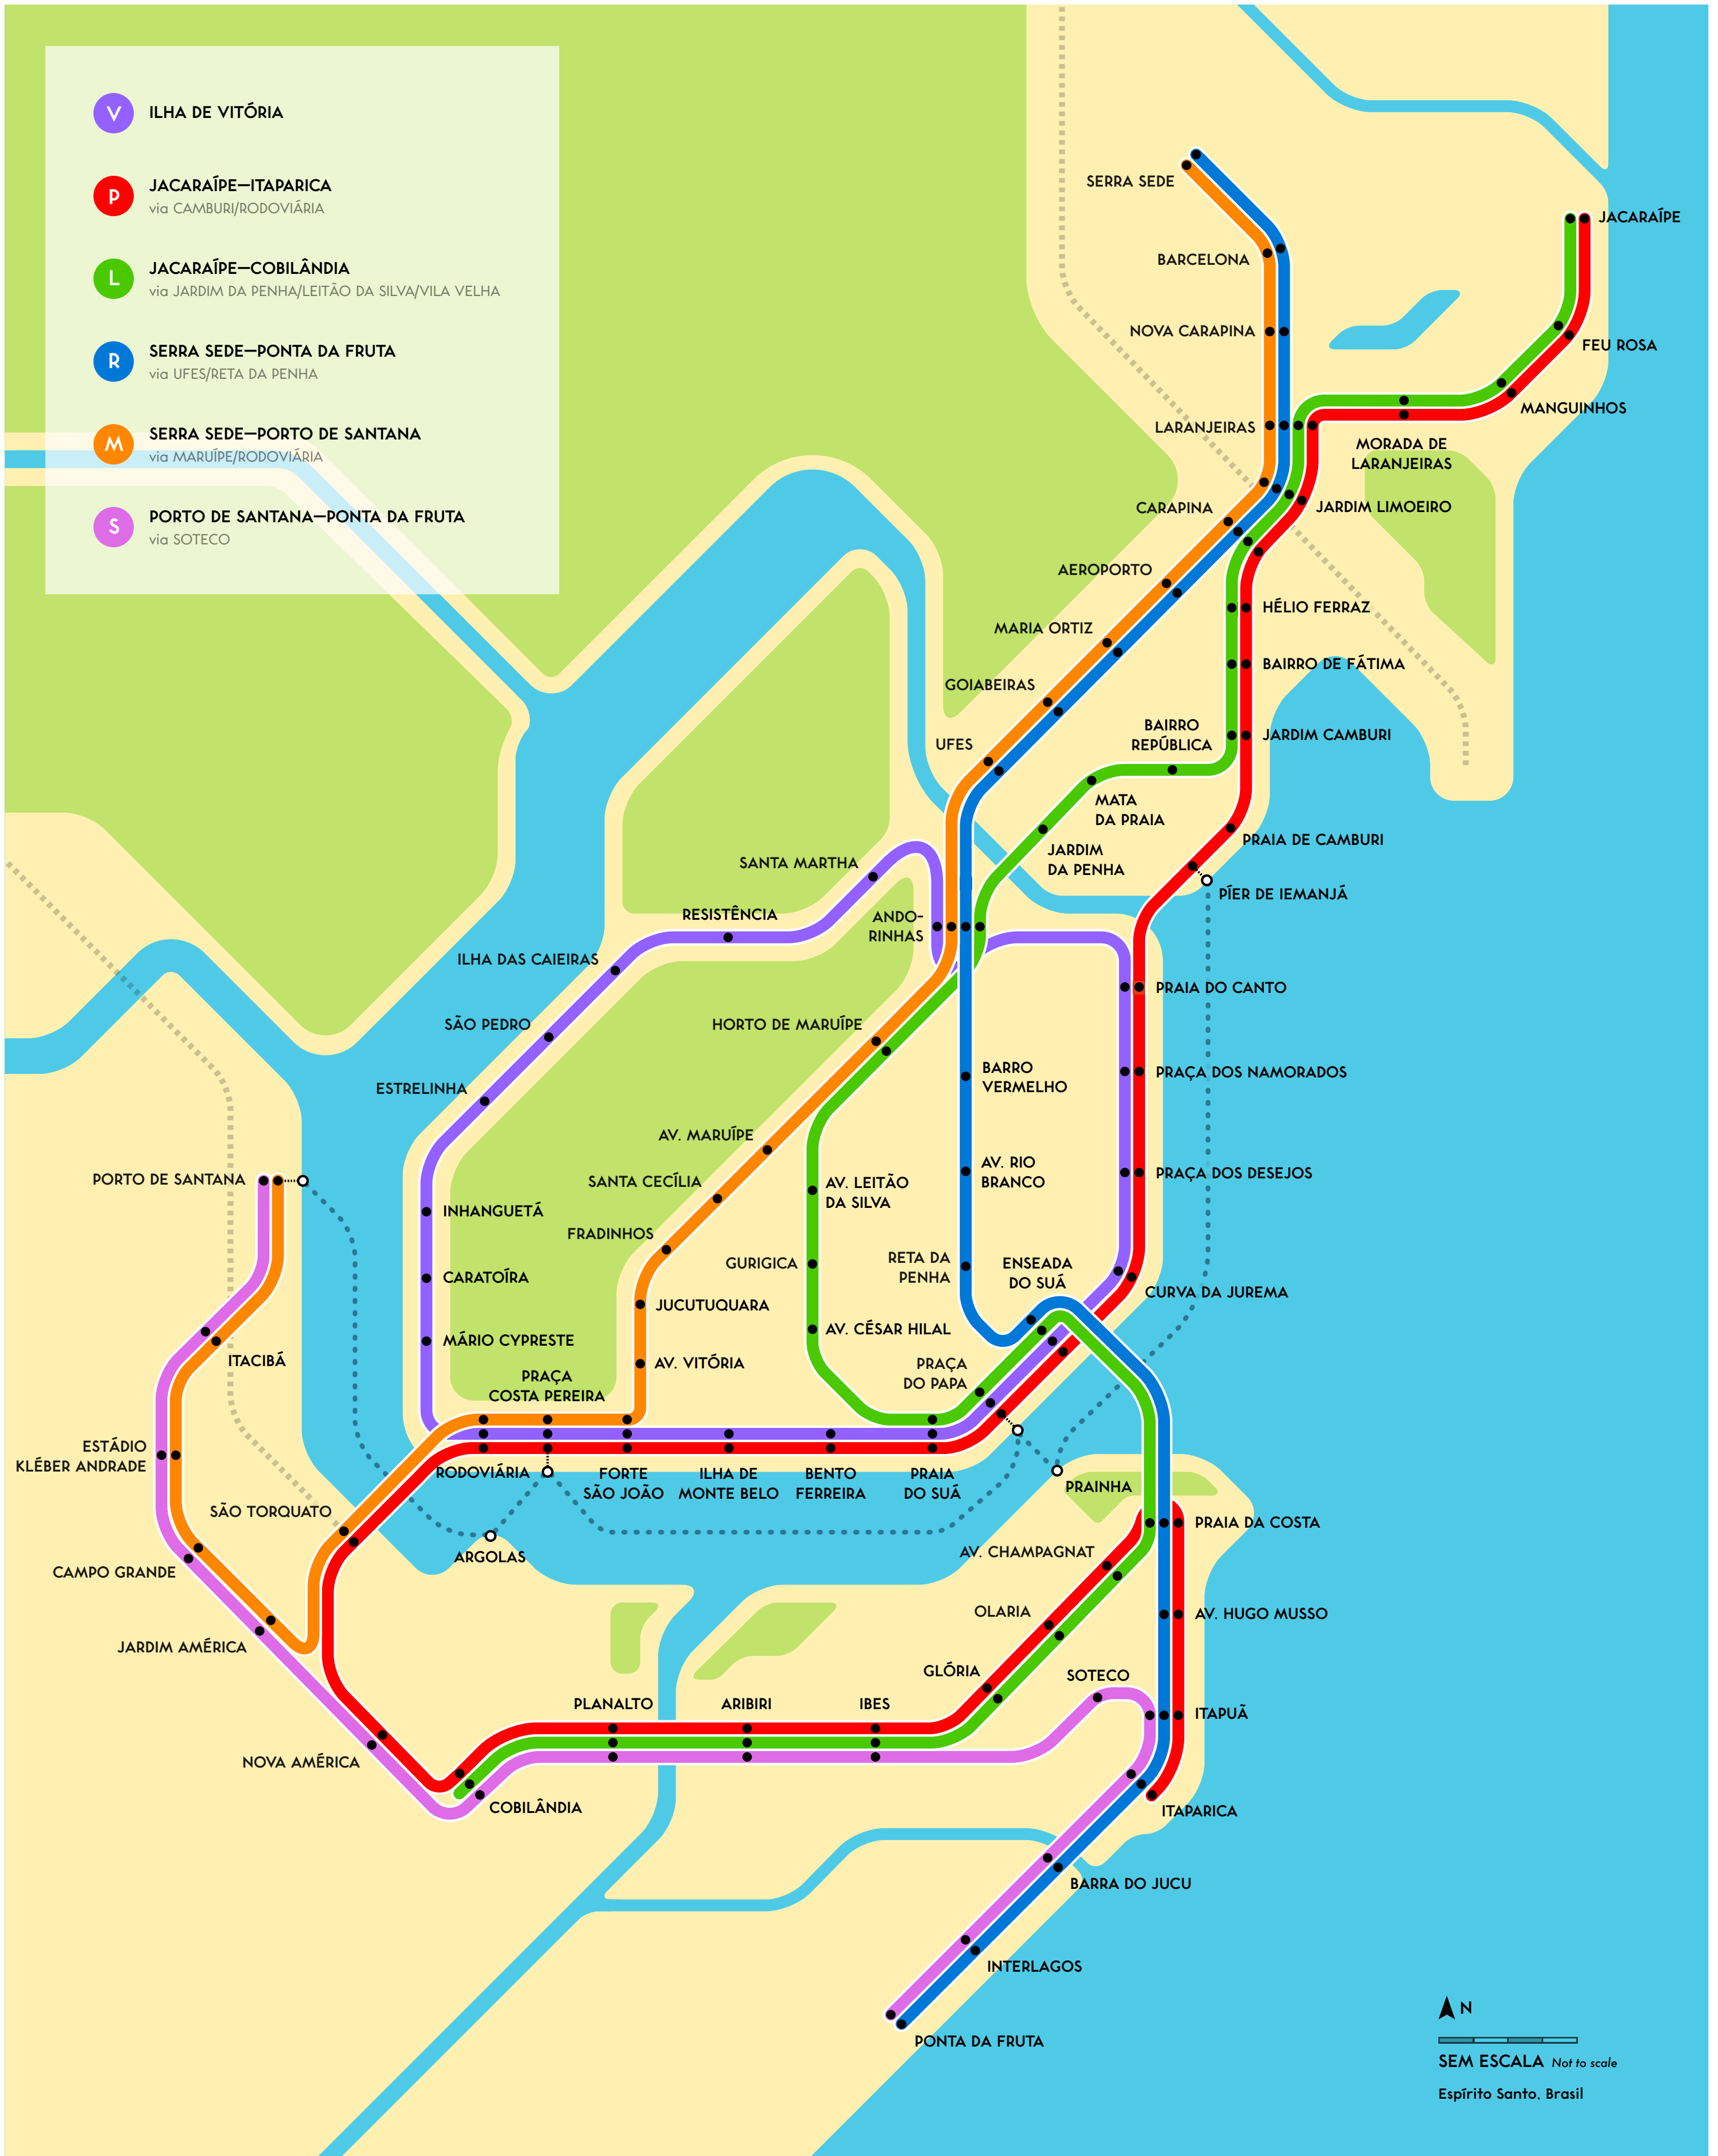 V
ILHA DE VITÓRIA
P
JACARAÍPE—ITAPARICA
via CAMBURI/RODOVIÁRIA
L
JACARAÍPE—COBILÂNDIA
via JARDIM DA PENHA/LEITÃO DA SILVA/VILA VELHA
R
SERRA SEDE—PONTA DA FRUTA
via UFES/RETA DA PENHA
M
SERRA SEDE—PORTO DE SANTANA
via MARUÍPE/RODOVIÁRIA
S
PORTO DE SANTANA—PONTA DA FRUTA
via SOTECO
SERRA SEDE
JACARAÍPE
BARCELONA
NOVA CARAPINA
FEU ROSA
MANGUINHOS
LARANJEIRAS
MORADA DE
LARANJEIRAS
CARAPINA
JARDIM LIMOEIRO
AEROPORTO
HÉLIO FERRAZ
MARIA ORTIZ
BAIRRO DE FÁTIMA
GOIABEIRAS
BAIRRO
REPÚBLICA
JARDIM CAMBURI
UFES
MATA
DA PRAIA
PRAIA DE CAMBURI
JARDIM
DA PENHA
SANTA MARTHA
PÍER DE IEMANJÁ
RESISTÊNCIA
ANDO-
RINHAS
ILHA DAS CAIEIRAS
PRAIA DO CANTO
SÃO PEDRO
HORTO DE MARUÍPE
BARRO
VERMELHO
PRAÇA DOS NAMORADOS
ESTRELINHA
AV. MARUÍPE
AV. RIO
BRANCO
PRAÇA DOS DESEJOS
PORTO DE SANTANA
SANTA CECÍLIA
AV. LEITÃO
DA SILVA
INHANGUETÁ
FRADINHOS
GURIGICA
RETA DA
PENHA
ENSEADA
DO SUÁ
CARATOÍRA
CURVA DA JUREMA
JUCUTUQUARA
AV. CÉSAR HILAL
MÁRIO CYPRESTE
ITACIBÁ
AV. VITÓRIA
PRAÇA
DO PAPA
PRAÇA
COSTA PEREIRA
ESTÁDIO
KLÉBER ANDRADE
RODOVIÁRIA
FORTE
SÃO JOÃO
ILHA DE
MONTE BELO
BENTO
FERREIRA
PRAIA
DO SUÁ
PRAINHA
SÃO TORQUATO
PRAIA DA COSTA
ARGOLAS
AV. CHAMPAGNAT
CAMPO GRANDE
OLARIA
AV. HUGO MUSSO
JARDIM AMÉRICA
GLÓRIA
SOTECO
PLANALTO
ARIBIRI
IBES
ITAPUÃ
NOVA AMÉRICA
COBILÂNDIA
ITAPARICA
BARRA DO JUCU
INTERLAGOS
PONTA DA FRUTA
N
SEM ESCALA Not to scale
Espírito Santo, Brasil